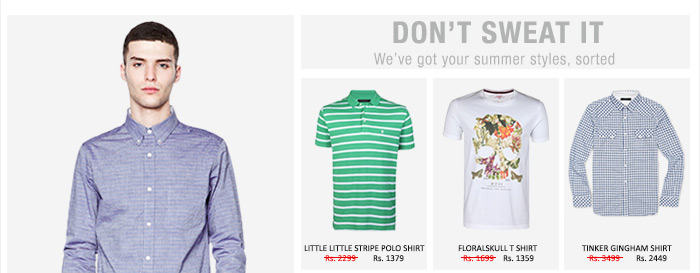 DON'T SWEAT IT
We've got your summer styles, sorted
LITTLE LITTLE STRIPE POLO SHIRT
Rs. 2299 Rs. 1379
FLORALSKULL T SHIRT
Rs. 1699 Rs. 1359
TINKER GINGHAM SHIRT
Rs. 3499 Rs. 2449